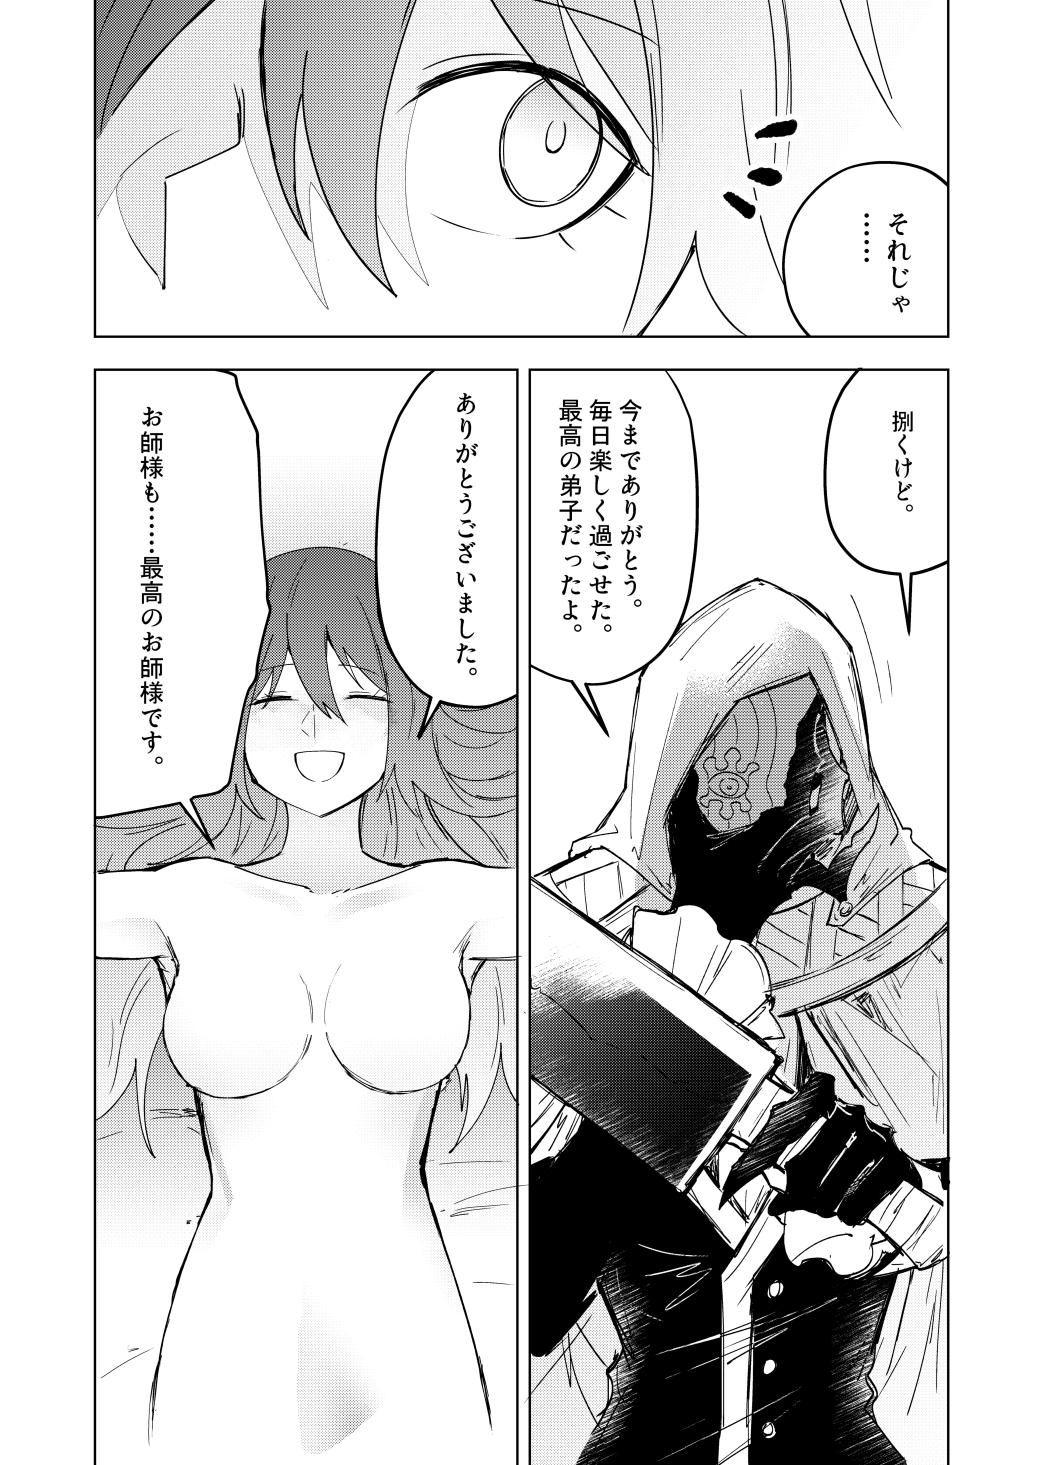 それじゃ
……
捌くけど。
今までありがとう。
毎日楽しく過ごせた。
最高の弟子だったよ。
ありがとうございました。
お師様も……最高のお師様です。